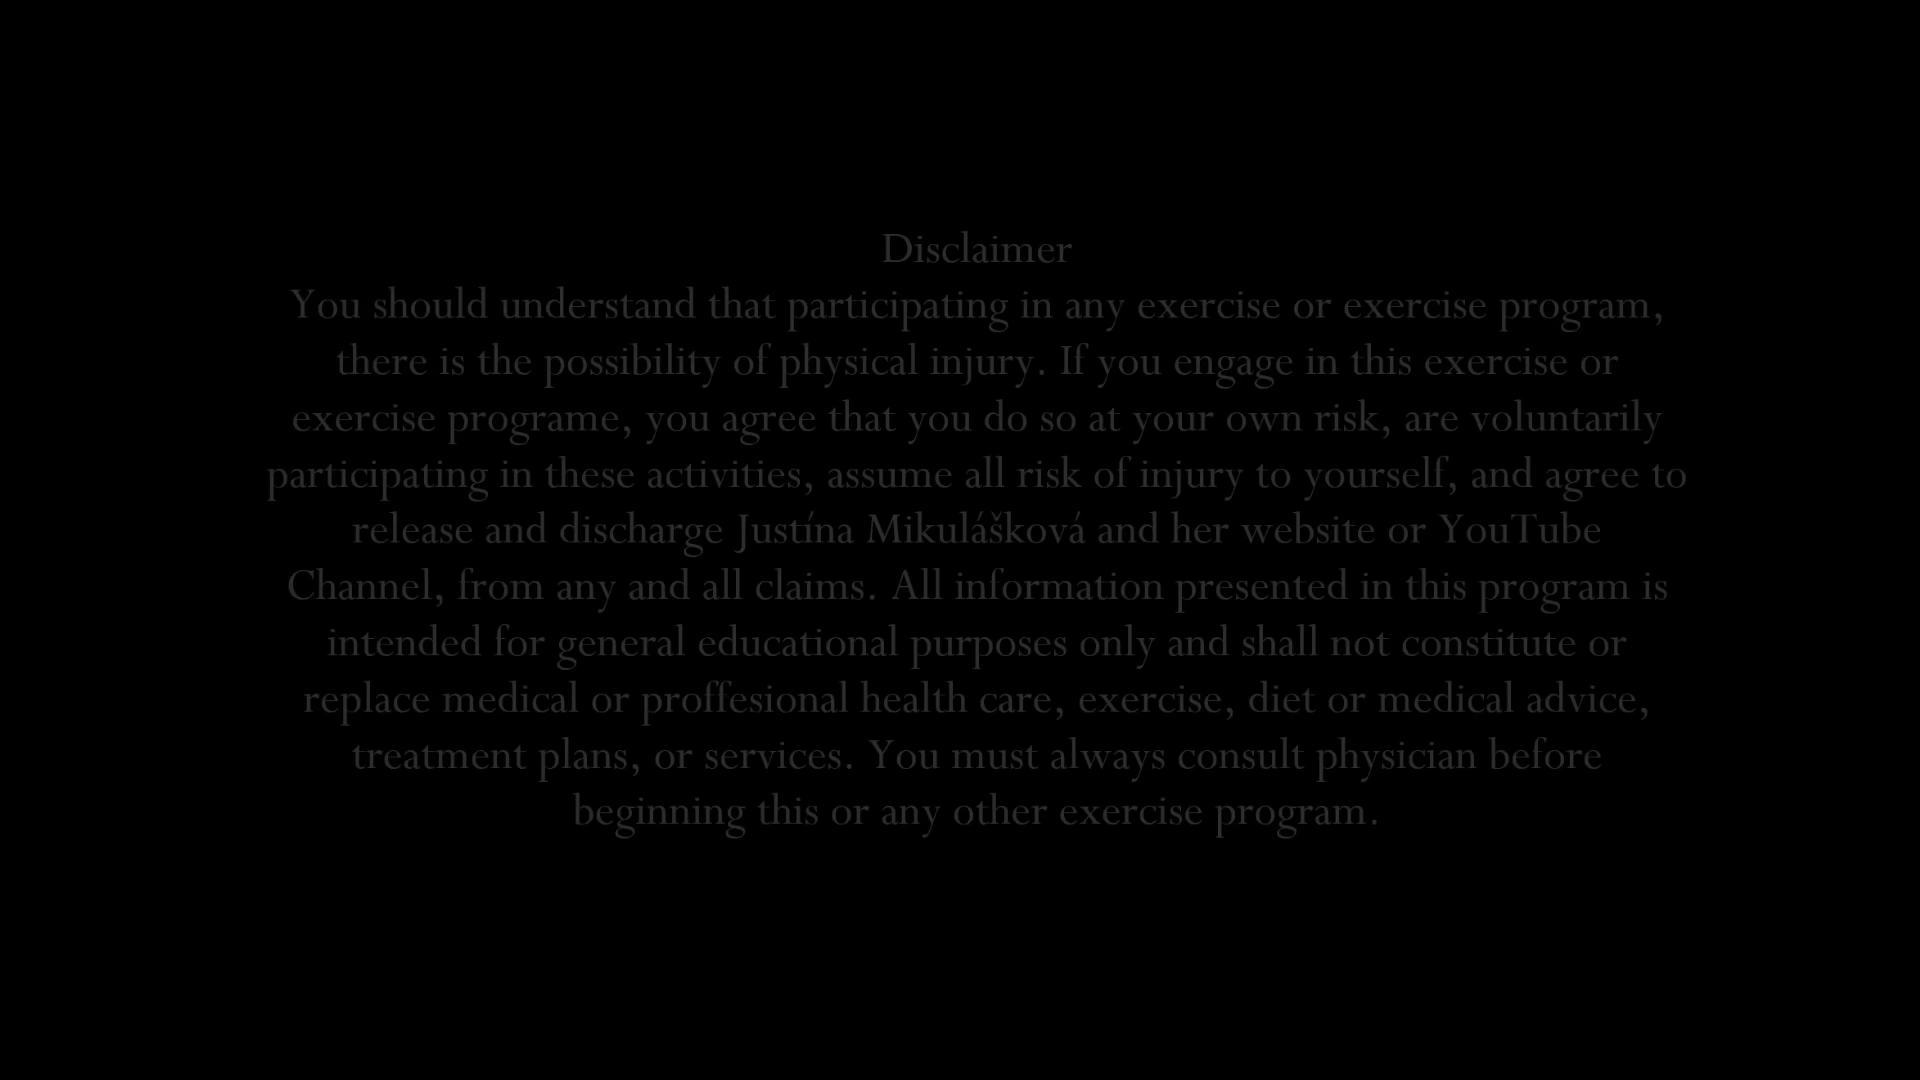 Disclaimer
You should understand that participating in any exercise or exercise program,
there is the possibility of physical injury. If you engage in this exercise or
exercise programe, you agree that you do so at your own risk, are voluntarily
participating in these activities, assume all risk of injury to yourself, and agree to
release and discharge Justína Mikulášková and her website or YouTube
Channel, from any and all claims. All information presented in this program is
intended for general educational purposes only and shall not constitute or
replace medical or proffesional health care, exercise, diet or medical advice,
treatment plans, or services. You must always consult physician before
beginning this or any other exercise program.